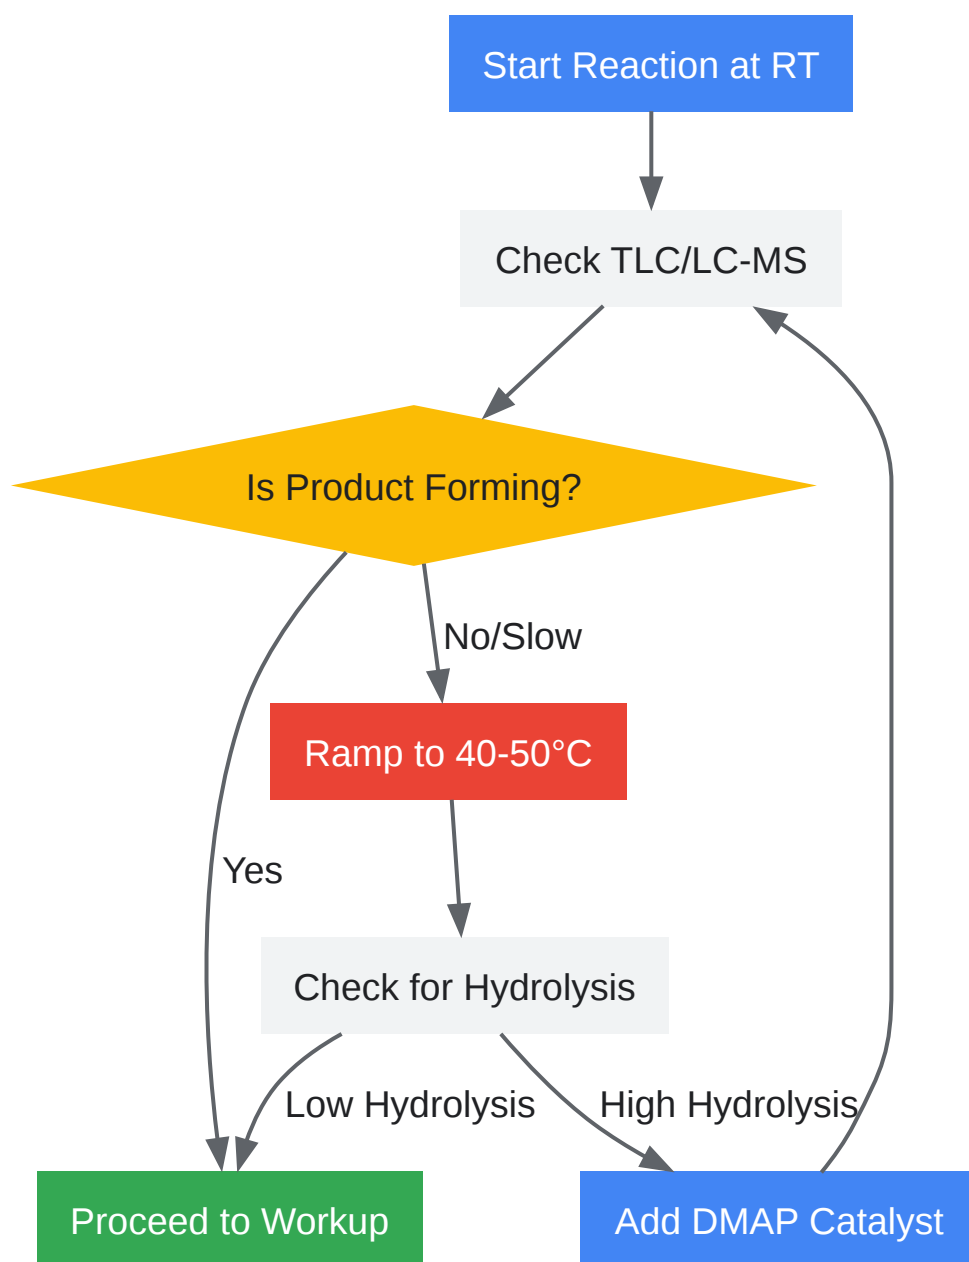 Start Reaction at RT
Check TLC/LC-MS
Is Product Forming?
No/Slow
Ramp to 40-50°C
Yes
Check for Hydrolysis
Low Hydrolysis
High Hydrolysis
Proceed to Workup
Add DMAP Catalyst